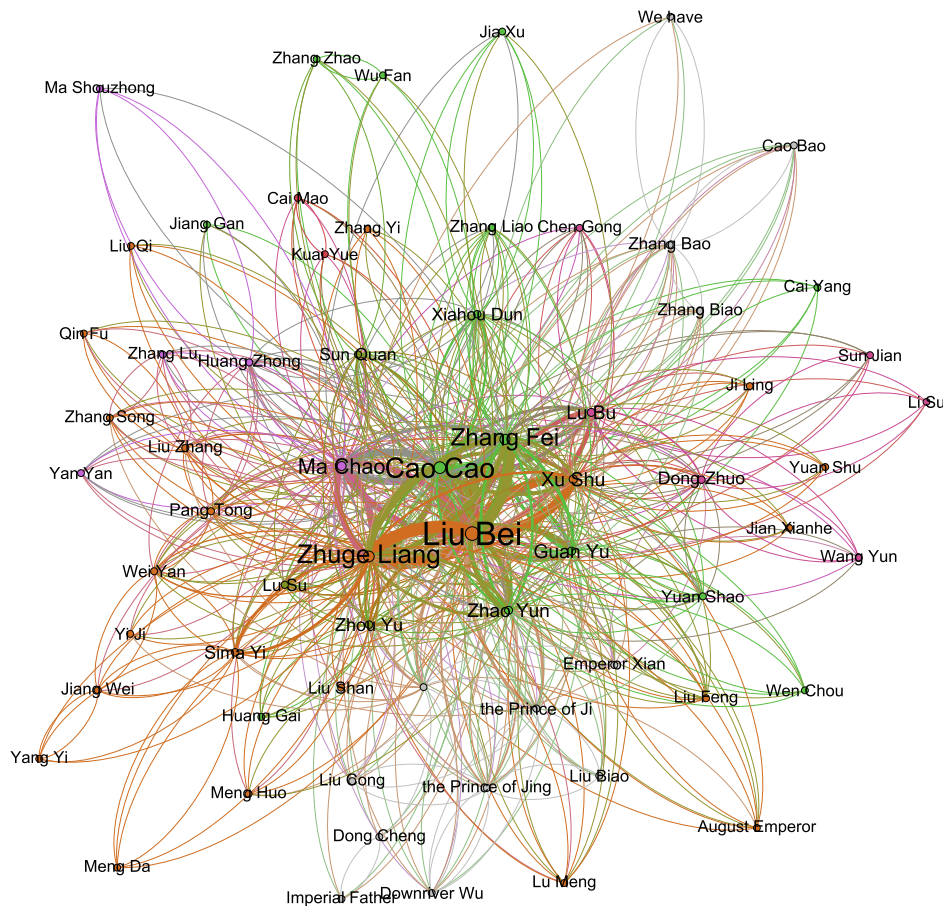 We have
Jia Xu
Zhang Zhao
Wu Fan
Ma Shouzhong
Cao Bao
Cai Mao
Jiang Gan
Zhang Yi
Zhang Liao
Chen Gong
Liu Qi
Kuai Yue
Zhang Bao
Cai Yang
Xiahou Dun
Zhang Biao
Qin Fu
Zhang Lu
Huang Zhong
Sun Quan
Sun Jian
Ji Ling
Li Su
Zhang Song
Lu Bu
Liu Zhang
Zhang Fei
Yan Yan
Ma Chao
Cao Cao
Xu Shu
Dong Zhuo
Yuan Shu
Pang Tong
Liu Bei
Jian Xianhe
Zhuge Liang
Guan Yu
Wang Yun
Wei Yan
Lu Su
Yuan Shao
Zhao Yun
Zhou Yu
Yi Ji
Sima Yi
Emperor Xian
Jiang Wei
Liu Shan
Liu Feng
Wen Chou
Huang Gai
the Prince of Ji
Yang Yi
Liu Cong
Liu Biao
Meng Huo
the Prince of Jing
August Emperor
Dong Cheng
Meng Da
Lu Meng
Imperial Father
Downriver Wu